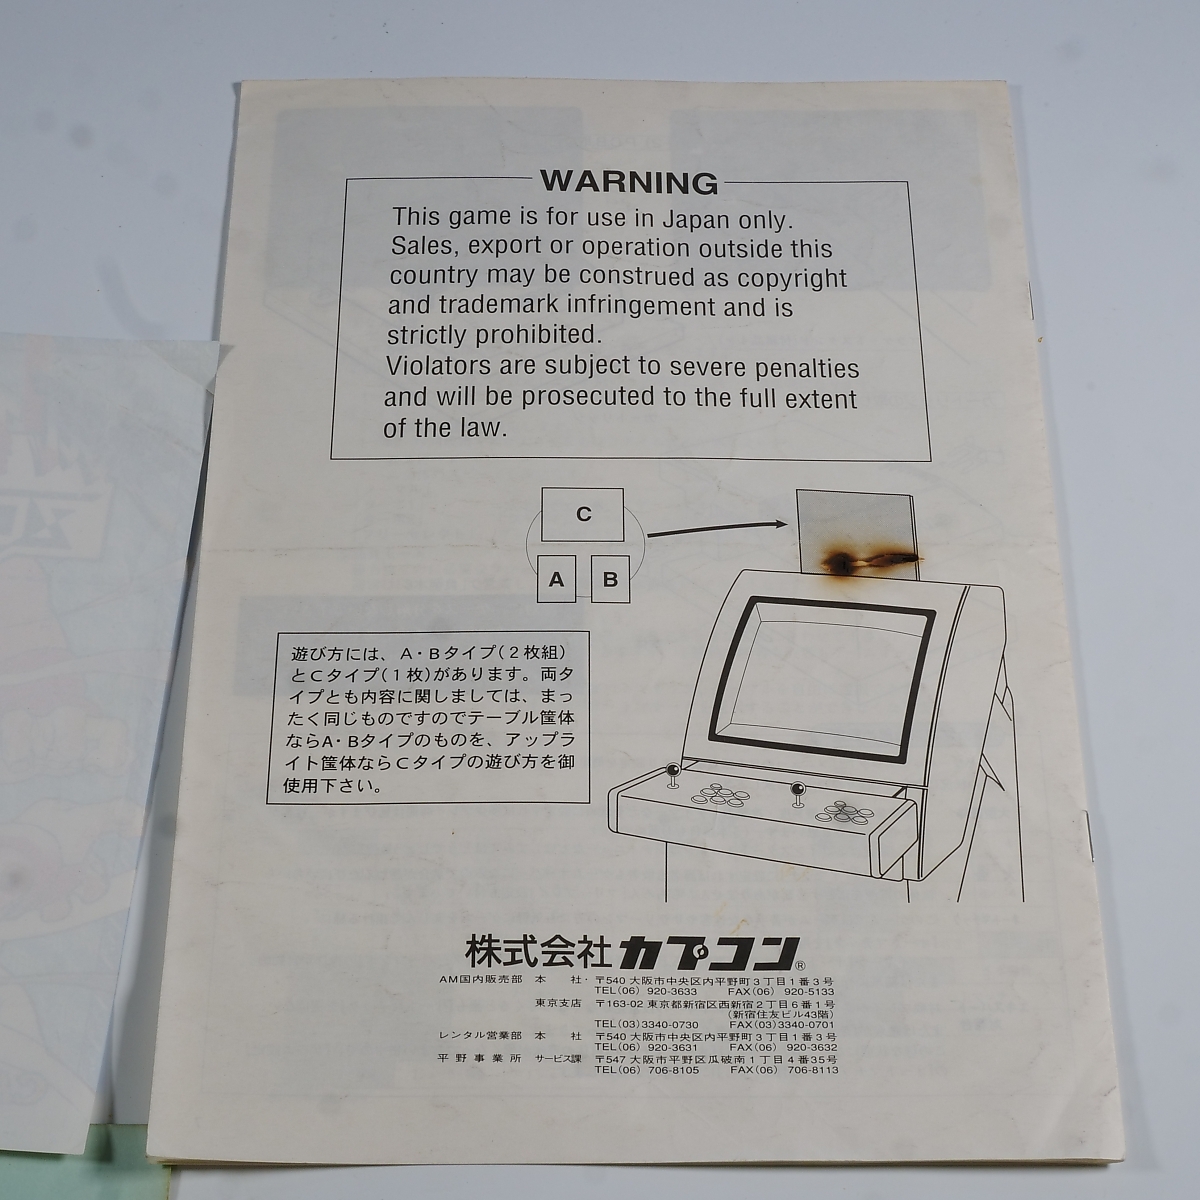 WARNING
This game is for use in Japan only.
Sales, export or operation outside this
country may be construed as copyright
and trademark infringement and is
strictly prohibited.
Violators are subject to severe penalties
and will be prosecuted to the full extent
of the law.
C
A B
遊び方には、A・Bタイプ(2枚組)
とCタイプ(1枚)があります。両タ
イプとも内容に関しましては、まっ
たく同じものですのでテーブル筐体
ならA・Bタイプのものを、アップラ
イト筐体ならCタイプの遊び方を御
使用下さい。
株式会社カプコン®
AM国内販売部 本 社・ 〒540 大阪市中央区内平野町3丁目1番3号
TEL(06) 920-3633 FAX(06) 920-5133
東京支店 〒163-02 東京都新宿区西新宿2丁目6番1号
(新宿住友ビル43階)
TEL(03)3340-0730 FAX(03)3340-0701
レンタル営業部 本 社 〒540 大阪市中央区内平野町3丁目1番3号
TEL(06) 920-3631 FAX(06) 920-3632
平野事業所 サービス課 〒547 大阪市平野区瓜破南1丁目4番35号
TEL(06) 706-8105 FAX(06) 706-8113